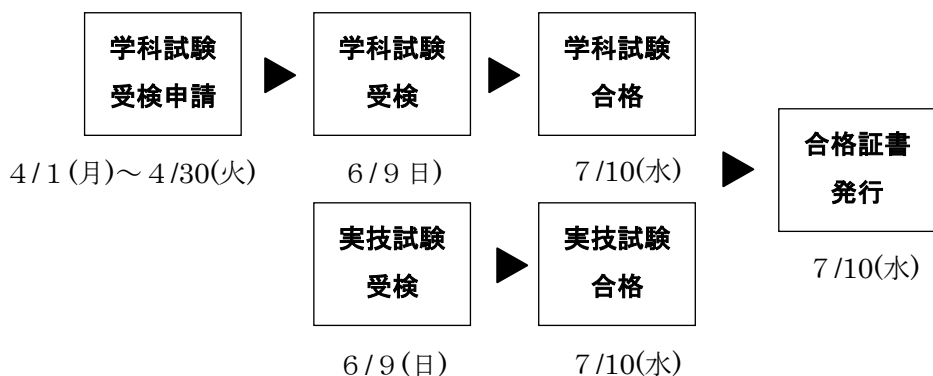 学科試験
受検申請
4/1(月)～4/30(火)
学科試験
受検
6/9日)
学科試験
合格
7/10(水)
実技試験
受検
6/9(日)
実技試験
合格
7/10(水)
合格証書
発行
7/10(水)